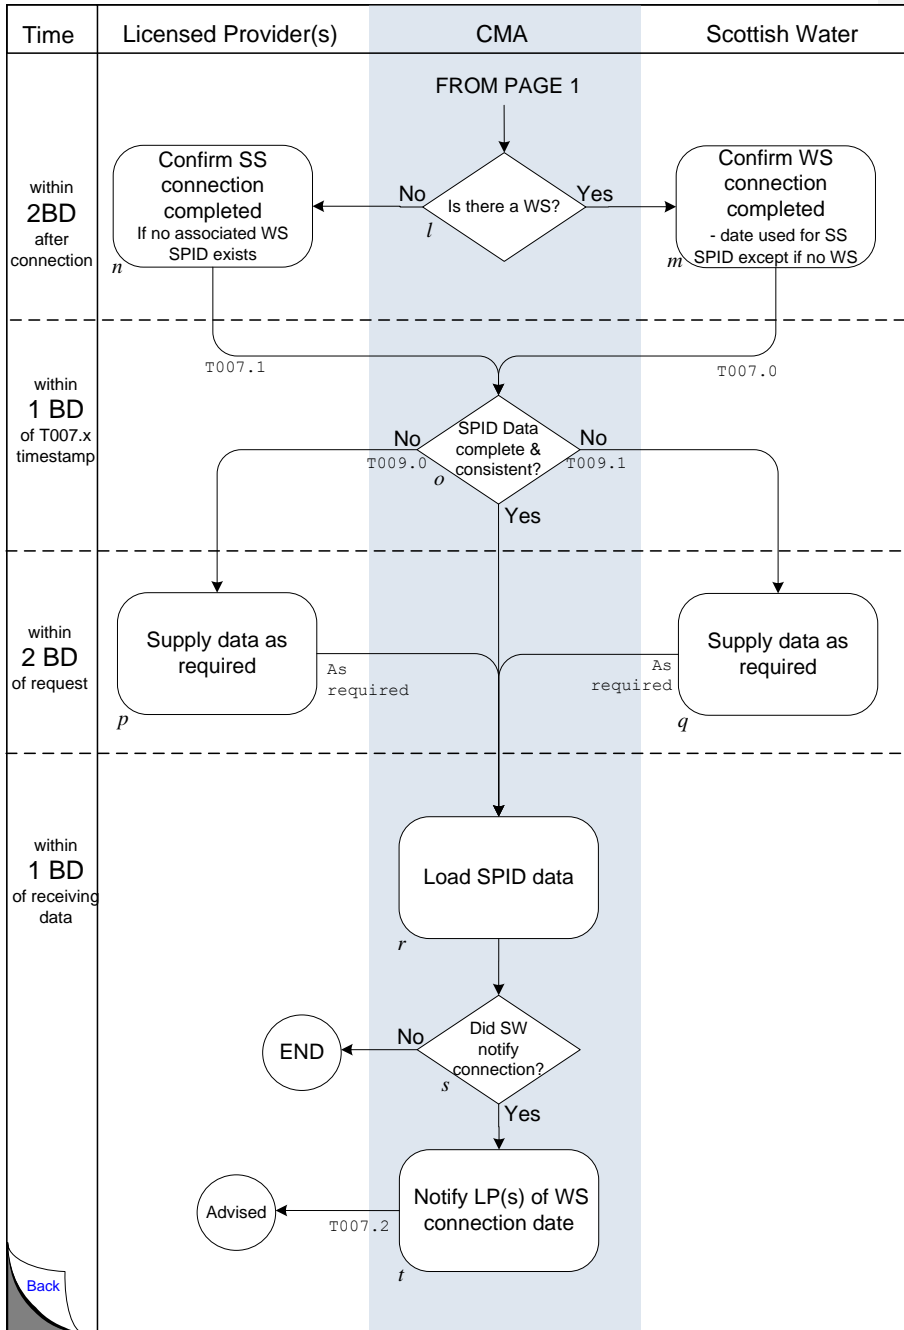 Time
Licensed Provider(s)
CMA
Scottish Water
FROM PAGE 1
within
2BD
after
connection
Confirm SS
connection
completed
If no associated WS
SPID exists
n
No
Is there a WS?
l
Yes
Confirm WS
connection
completed
- date used for SS
SPID except if no WS
m
T007.1
T007.0
within
1 BD
of T007.x
timestamp
No
T009.0
SPID Data
complete &
consistent?
o
No
T009.1
Yes
within
2 BD
of request
Supply data as
required
p
As
required
As
required
Supply data as
required
q
within
1 BD
of receiving
data
Load SPID data
r
END
No
Did SW
notify
connection?
s
Yes
Advised
T007.2
Notify LP(s) of WS
connection date
t
Back